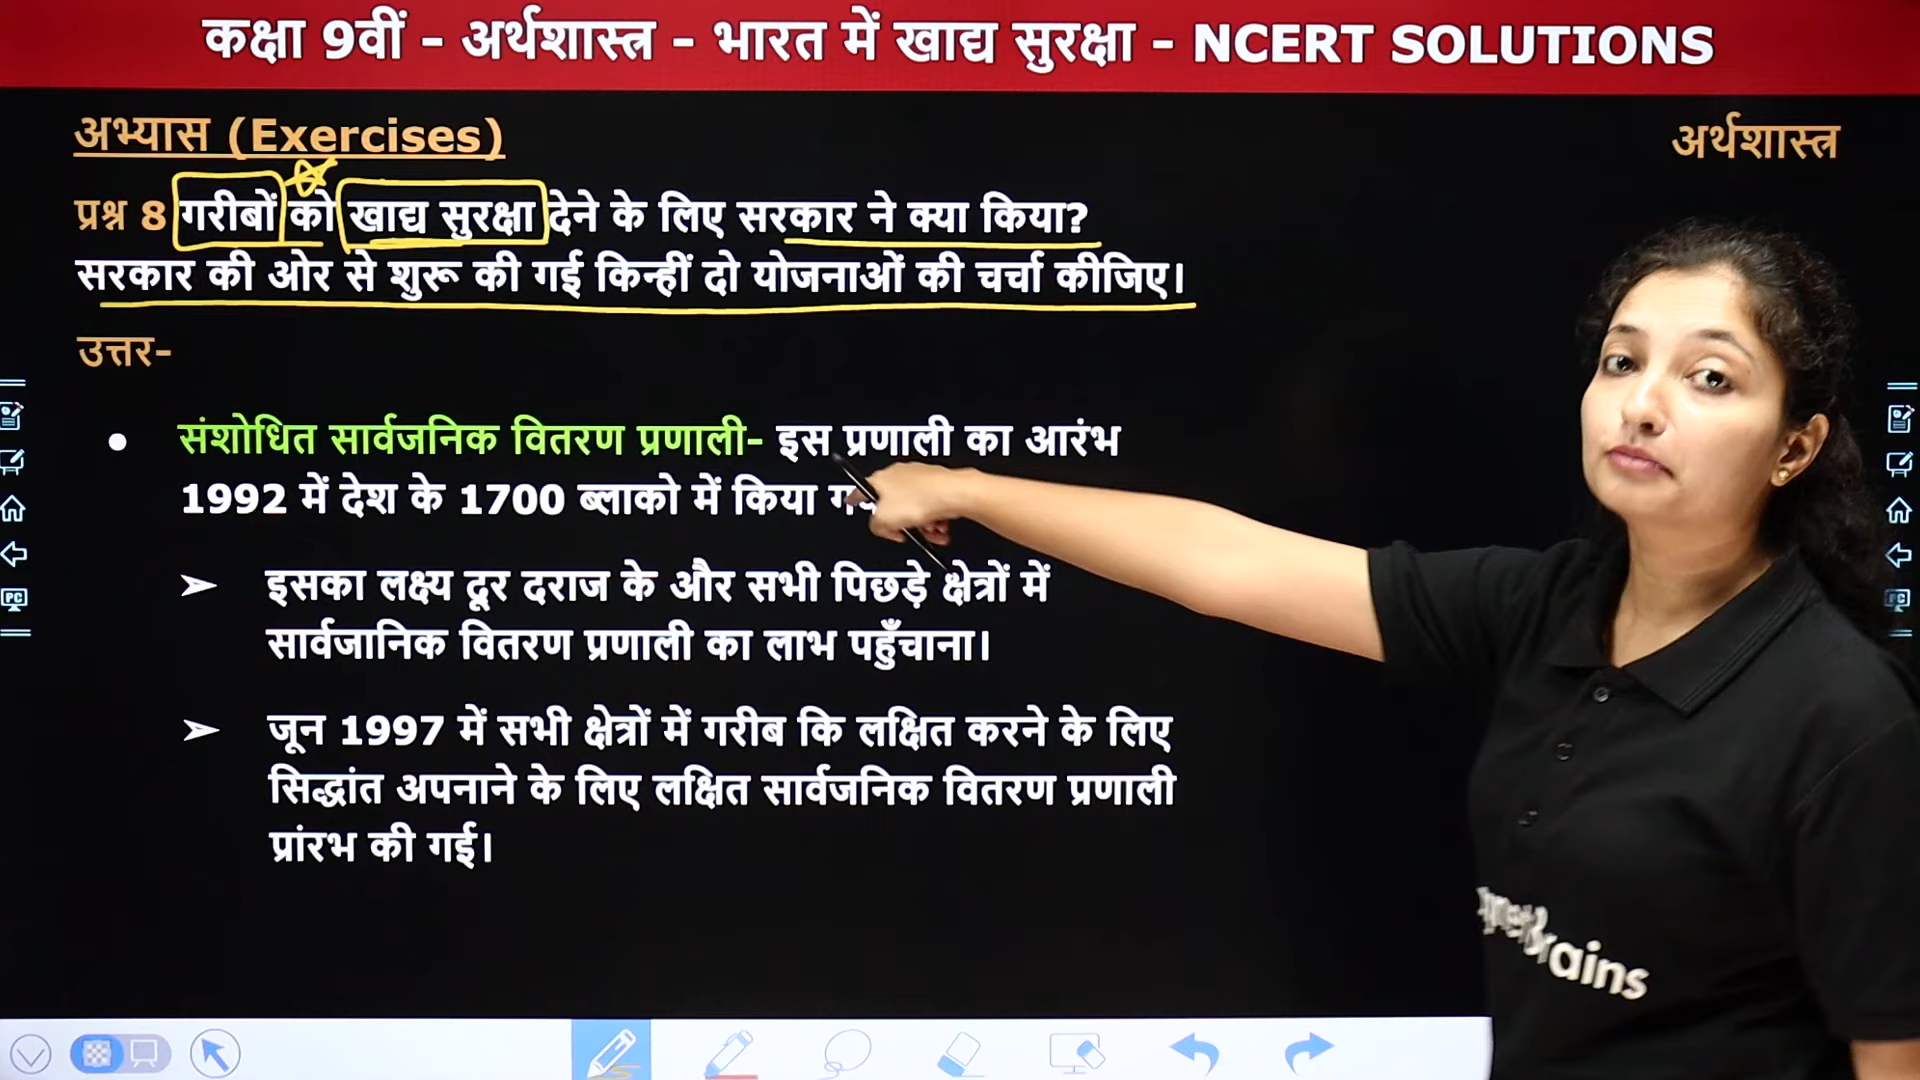 कक्षा 9वीं - अर्थशास्त्र - भारत में खाद्य सुरक्षा - NCERT SOLUTIONS
अभ्यास (Exercises)
अर्थशास्त्र
प्रश्न 8 गरीबों को खाद्य सुरक्षा देने के लिए सरकार ने क्या किया?
सरकार की ओर से शुरू की गई किन्हीं दो योजनाओं की चर्चा कीजिए।
उत्तर-
• संशोधित सार्वजनिक वितरण प्रणाली- इस प्रणाली का आरंभ
1992 में देश के 1700 ब्लाको में किया
➢ इसका लक्ष्य दूर दराज के और सभी पिछड़े क्षेत्रों में
सार्वजानिक वितरण प्रणाली का लाभ पहुँचाना।
➢ जून 1997 में सभी क्षेत्रों में गरीब कि लक्षित करने के लिए
सिद्धांत अपनाने के लिए लक्षित सार्वजनिक वितरण प्रणाली
प्रांरभ की गई।
PC
PC